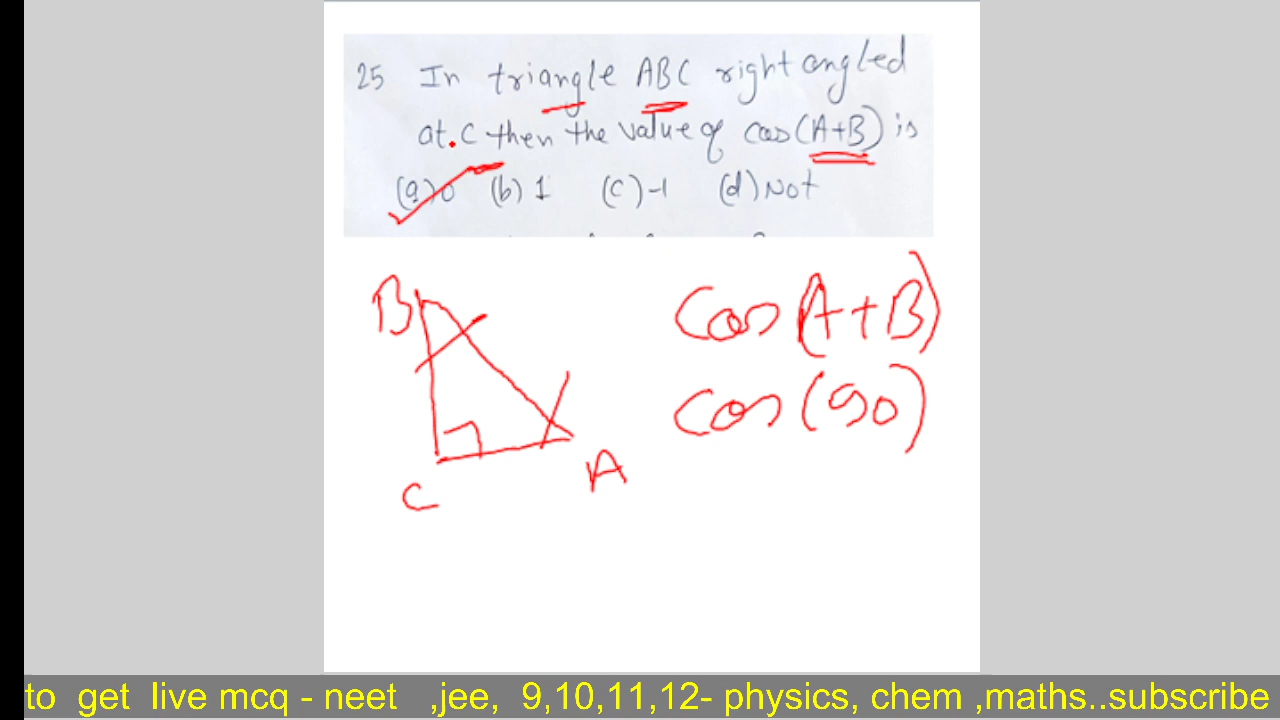 25 In triangle ABC right angled
at C then the value of cos(A+B) is
(a) 0 (b) 1 (c) -1 (d) Not
B
cos(A+B)
cos(90)
A
C
to get live mcq - neet ,jee, 9,10,11,12- physics, chem ,maths..subscribe